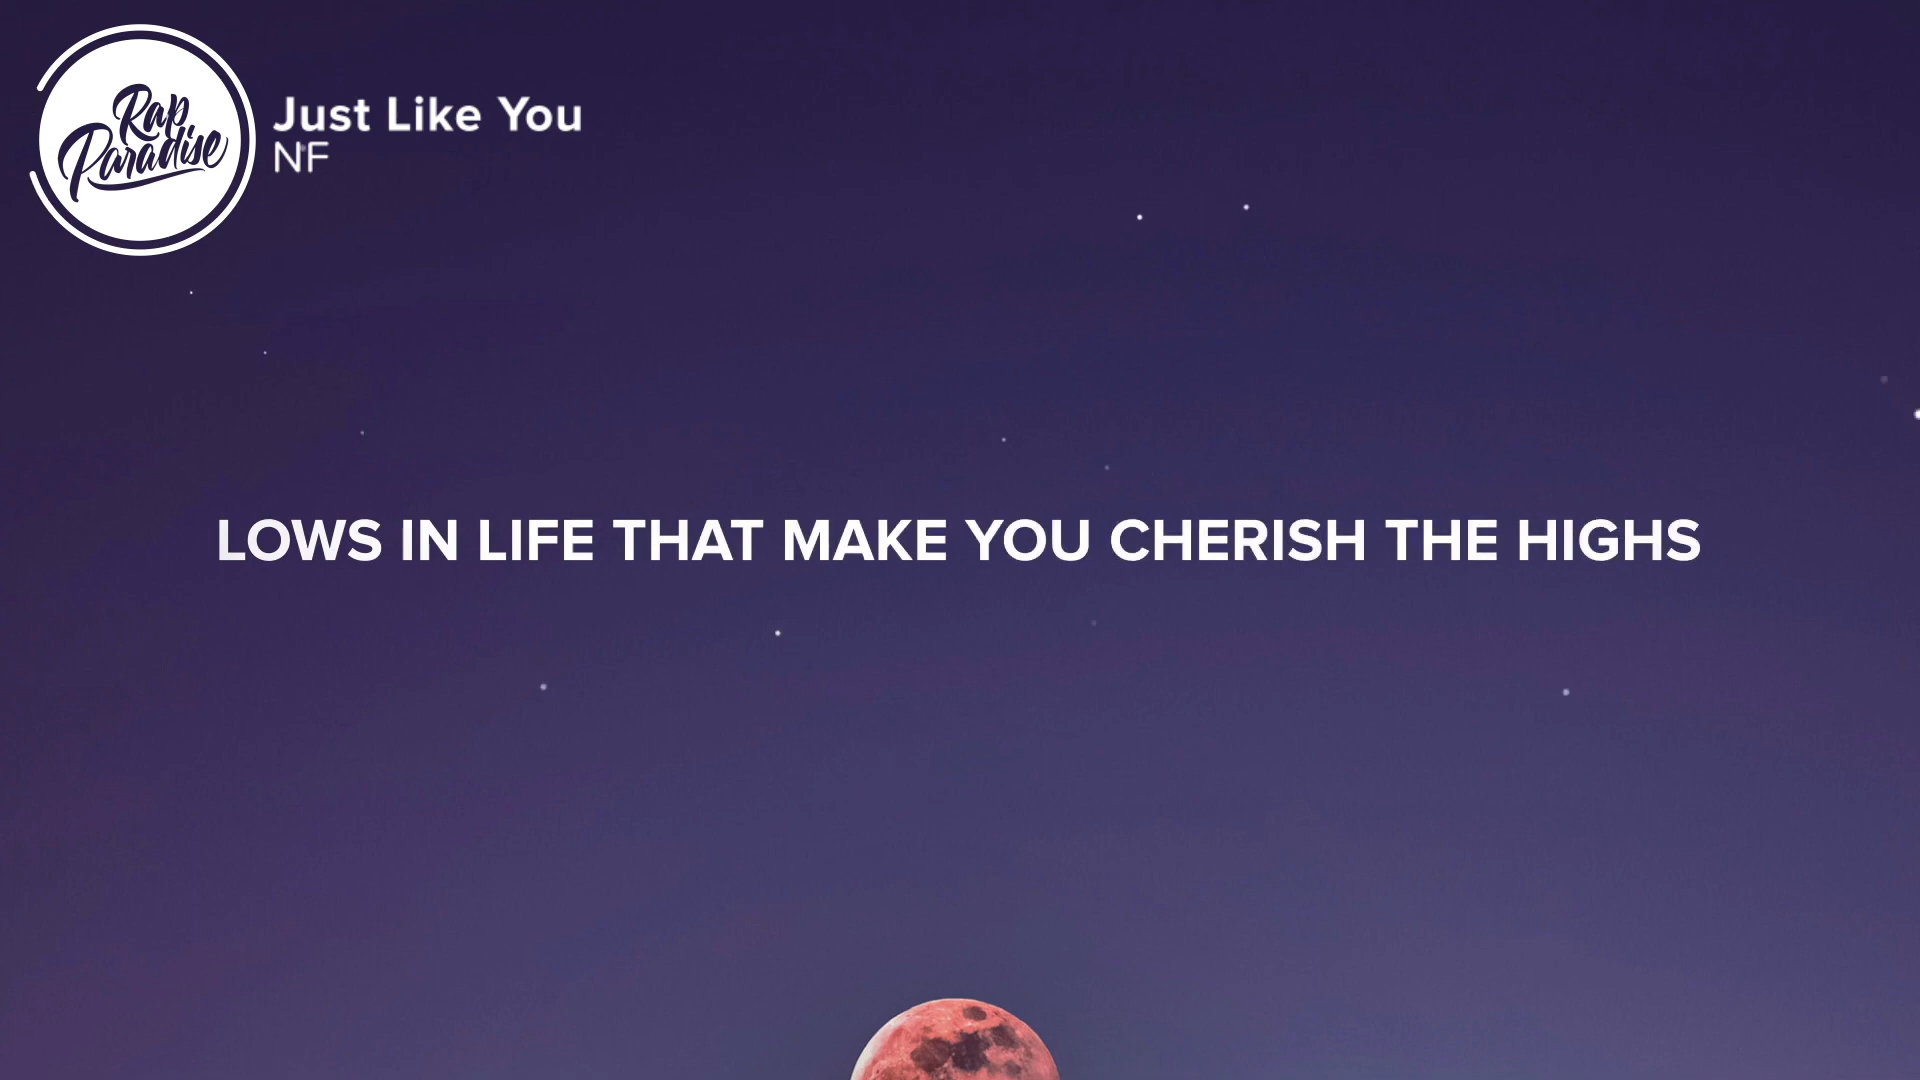 Rap
Paradise
Just Like You
NF
LOWS IN LIFE THAT MAKE YOU CHERISH THE HIGHS